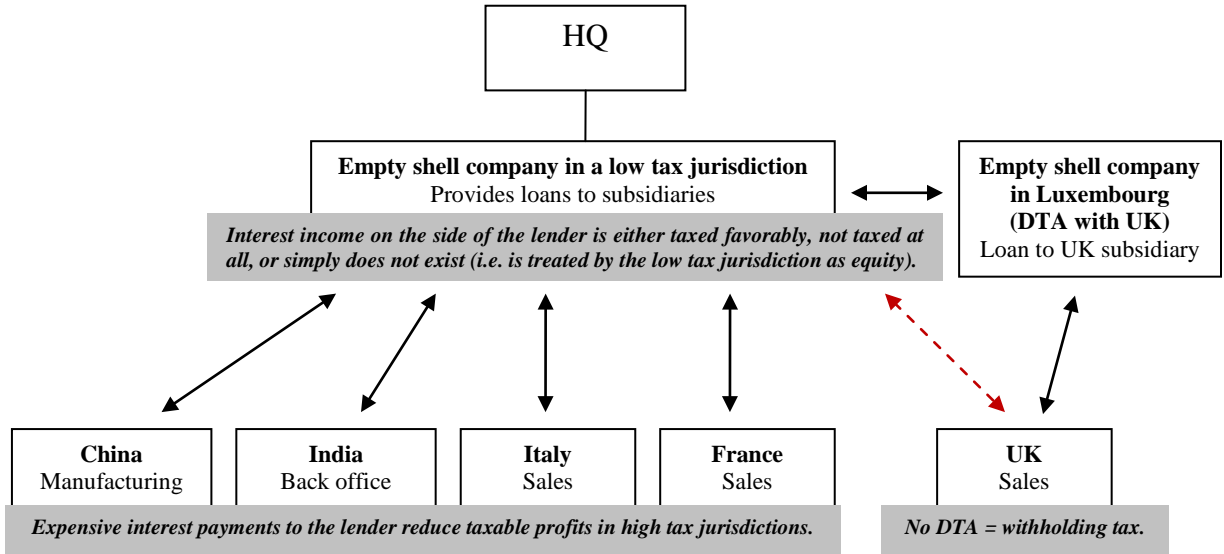 HQ
Empty shell company in a low tax jurisdiction
Provides loans to subsidiaries
Interest income on the side of the lender is either taxed favorably, not taxed at
all, or simply does not exist (i.e. is treated by the low tax jurisdiction as equity).
Empty shell company
in Luxembourg
(DTA with UK)
Loan to UK subsidiary
China
Manufacturing
India
Back office
Italy
Sales
France
Sales
UK
Sales
Expensive interest payments to the lender reduce taxable profits in high tax jurisdictions.
No DTA = withholding tax.